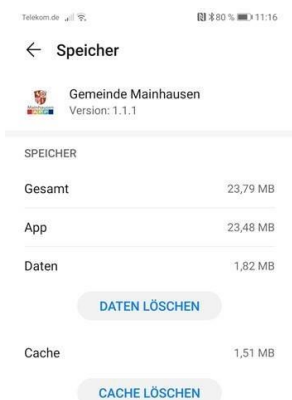 Telekom.de
80 % 11:16
Speicher
Gemeinde Mainhausen
Version: 1.1.1
SPEICHER
Gesamt 23,79 MB
App 23,48 MB
Daten 1,82 MB
DATEN LÖSCHEN
Cache 1,51 MB
CACHE LÖSCHEN